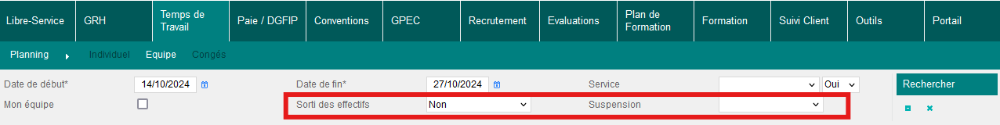 Libre-Service GRH Temps de Travail Paie / DGFIP Conventions GPEC Recrutement Evaluations Plan de Formation Formation Suivi Client Outils Portail
Planning Individuel Equipe Congés
Date de début* 14/10/2024 Date de fin* 27/10/2024 Service Oui Rechercher
Mon équipe Sorti des effectifs Non Suspension